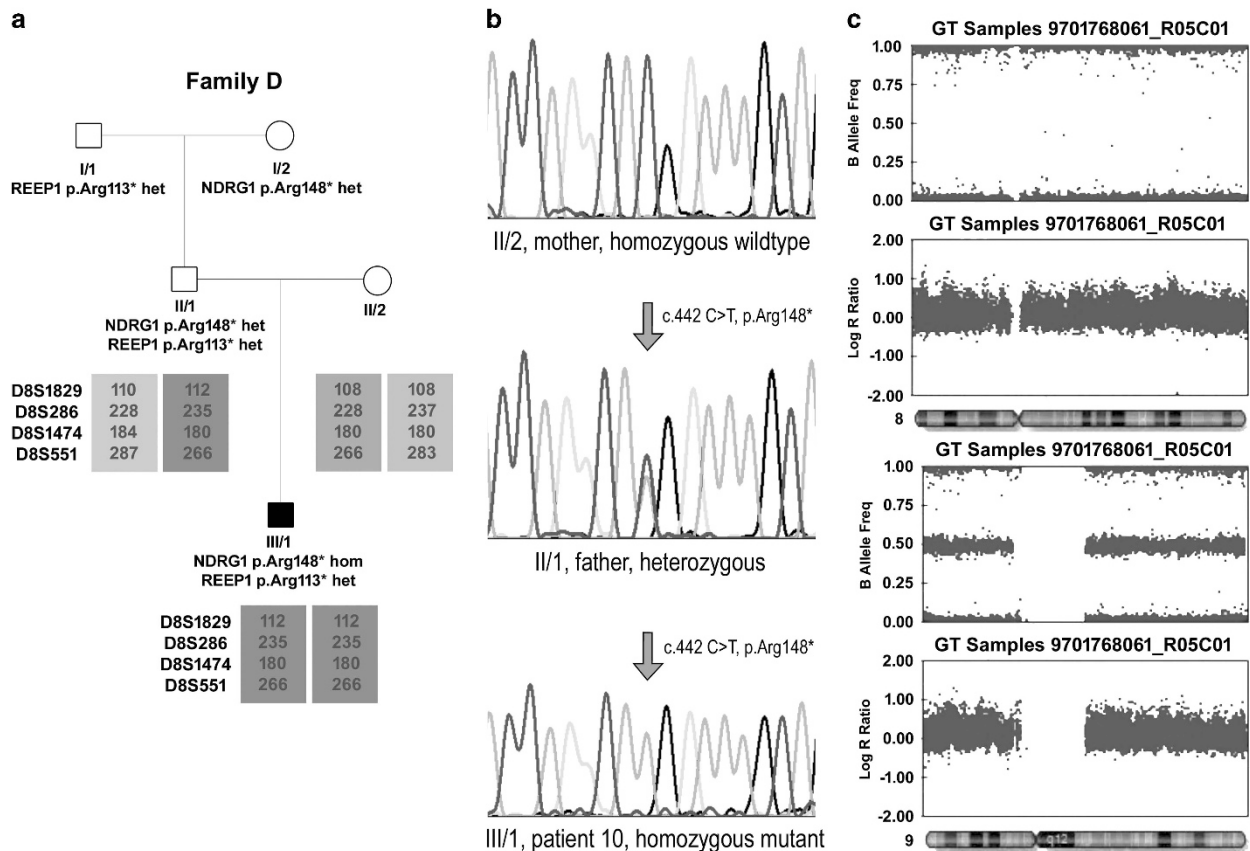 a
Family D
I/1
REEP1 p.Arg113* het
I/2
NDRG1 p.Arg148* het
II/1
NDRG1 p.Arg148* het
REEP1 p.Arg113* het
II/2
D8S1829 110 112 108 108
D8S286 228 235 228 237
D8S1474 184 180 180 180
D8S551 287 266 266 283
III/1
NDRG1 p.Arg148* hom
REEP1 p.Arg113* het
D8S1829 112 112
D8S286 235 235
D8S1474 180 180
D8S551 266 266
b
II/2, mother, homozygous wildtype
c.442 C>T, p.Arg148*
II/1, father, heterozygous
c.442 C>T, p.Arg148*
III/1, patient 10, homozygous mutant
c
GT Samples 9701768061_R05C01
B Allele Freq
1.00
0.75
0.50
0.25
0.00
GT Samples 9701768061_R05C01
Log R Ratio
2.00
1.00
0.00
-1.00
-2.00
8
GT Samples 9701768061_R05C01
B Allele Freq
1.00
0.75
0.50
0.25
0.00
GT Samples 9701768061_R05C01
Log R Ratio
2.00
1.00
0.00
-1.00
-2.00
9
q12